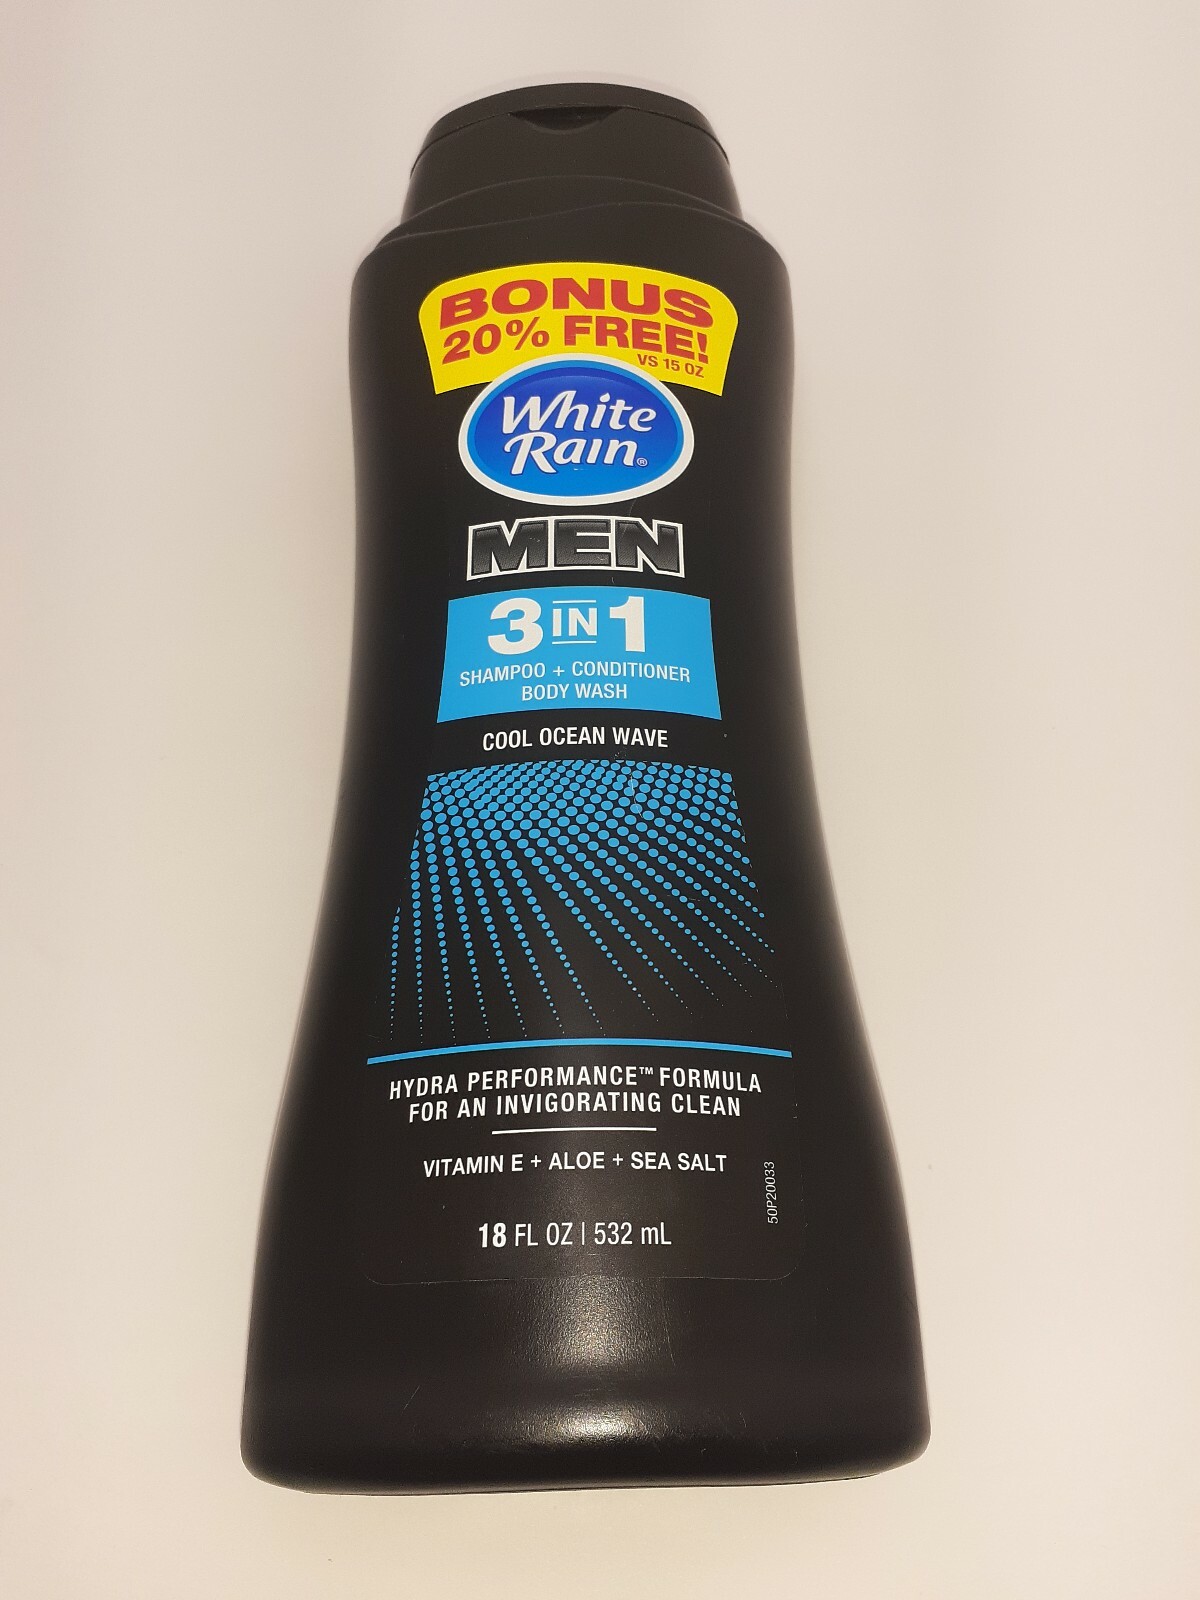 BONUS
20% FREE!
VS 15 OZ
White
Rain®
MEN
3 IN 1
SHAMPOO + CONDITIONER
BODY WASH
COOL OCEAN WAVE
HYDRA PERFORMANCE™ FORMULA
FOR AN INVIGORATING CLEAN
VITAMIN E + ALOE + SEA SALT
50P20033
18 FL OZ | 532 mL